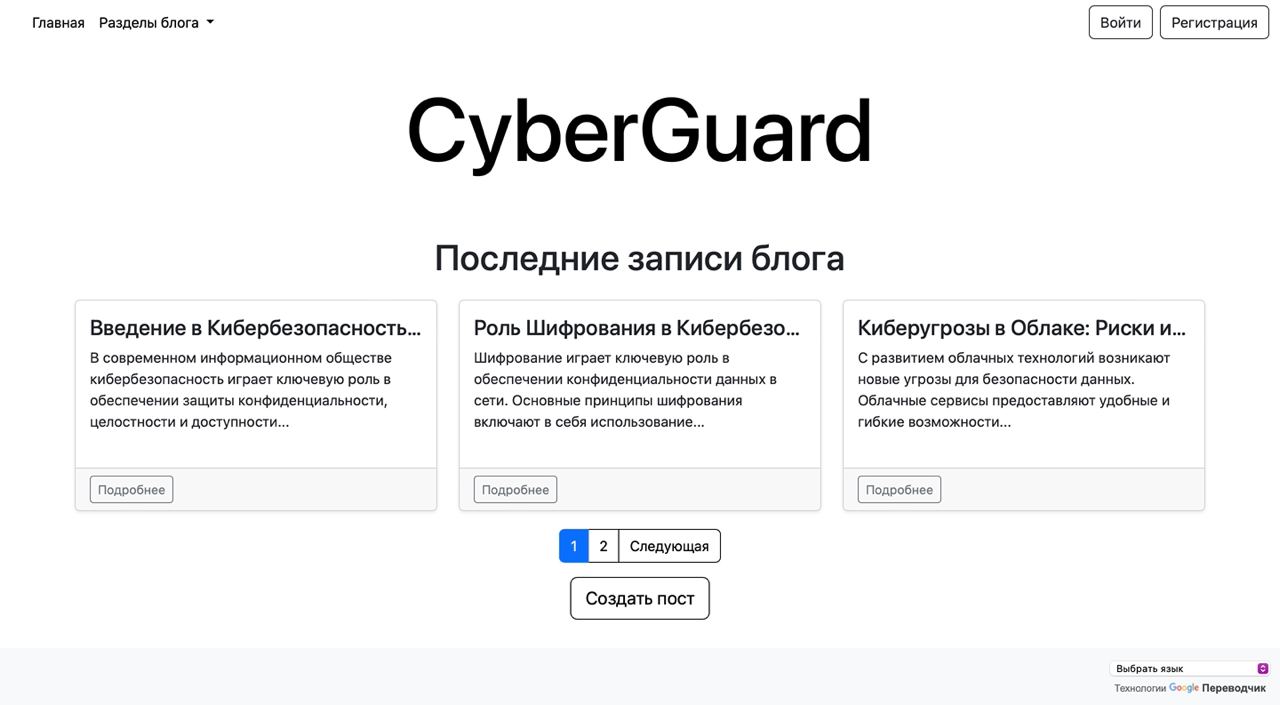 Главная Разделы блога Войти Регистрация
CyberGuard
Последние записи блога
Введение в Кибербезопасность...
В современном информационном обществе
кибербезопасность играет ключевую роль в
обеспечении защиты конфиденциальности,
целостности и доступности...
Подробнее
Роль Шифрования в Кибербезо...
Шифрование играет ключевую роль в
обеспечении конфиденциальности данных в
сети. Основные принципы шифрования
включают в себя использование...
Подробнее
Киберугрозы в Облаке: Риски и...
С развитием облачных технологий возникают
новые угрозы для безопасности данных.
Облачные сервисы предоставляют удобные и
гибкие возможности...
Подробнее
1 2 Следующая
Создать пост
Выбрать язык
Технологии Google Переводчик